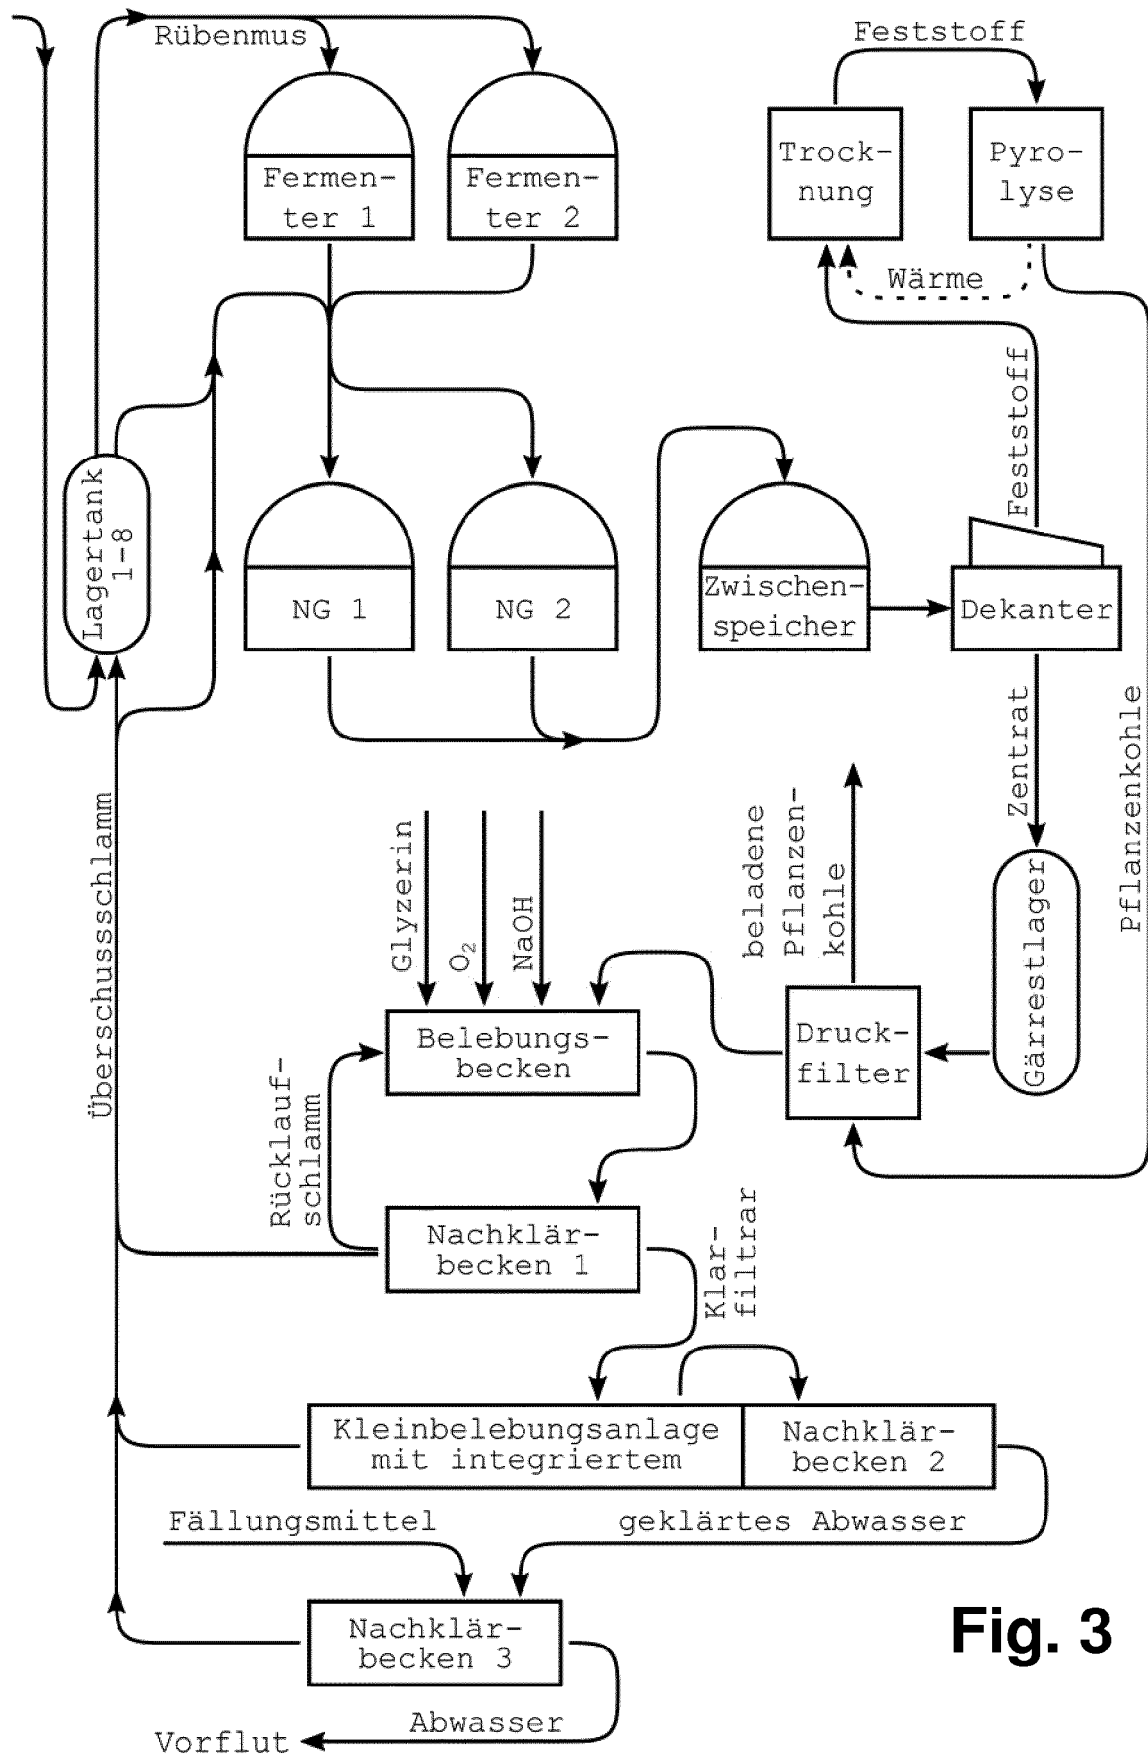 Rübenmus
Feststoff
Fermen-
ter 1
Fermen-
ter 2
Trock-
nung
Pyro-
lyse
Wärme
Feststoff
Lagertank
1-8
NG 1
NG 2
Zwischen-
speicher
Dekanter
Zentrat
Pflanzenkohle
Überschussschlamm
Glyzerin
O2
NaOH
beladene
Pflanzen-
kohle
Gärrestlager
Belebungs-
becken
Druck-
filter
Rücklauf-
schlamm
Nachklär-
becken 1
Klar-
filtrar
Kleinbelebungsanlage
mit integriertem
Nachklär-
becken 2
Fällungsmittel
geklärtes Abwasser
Nachklär-
becken 3
Fig. 3
Abwasser
Vorflut